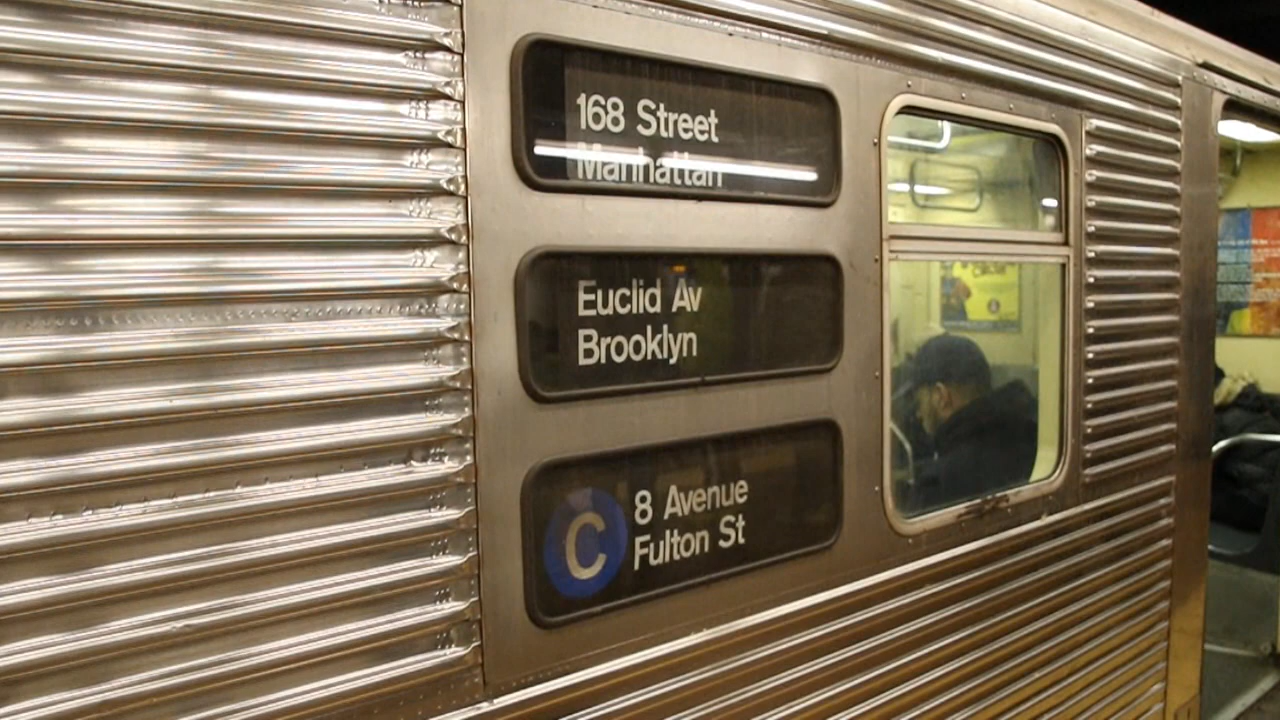 168 Street
Manhattan
Euclid Av
Brooklyn
C
8 Avenue
Fulton St